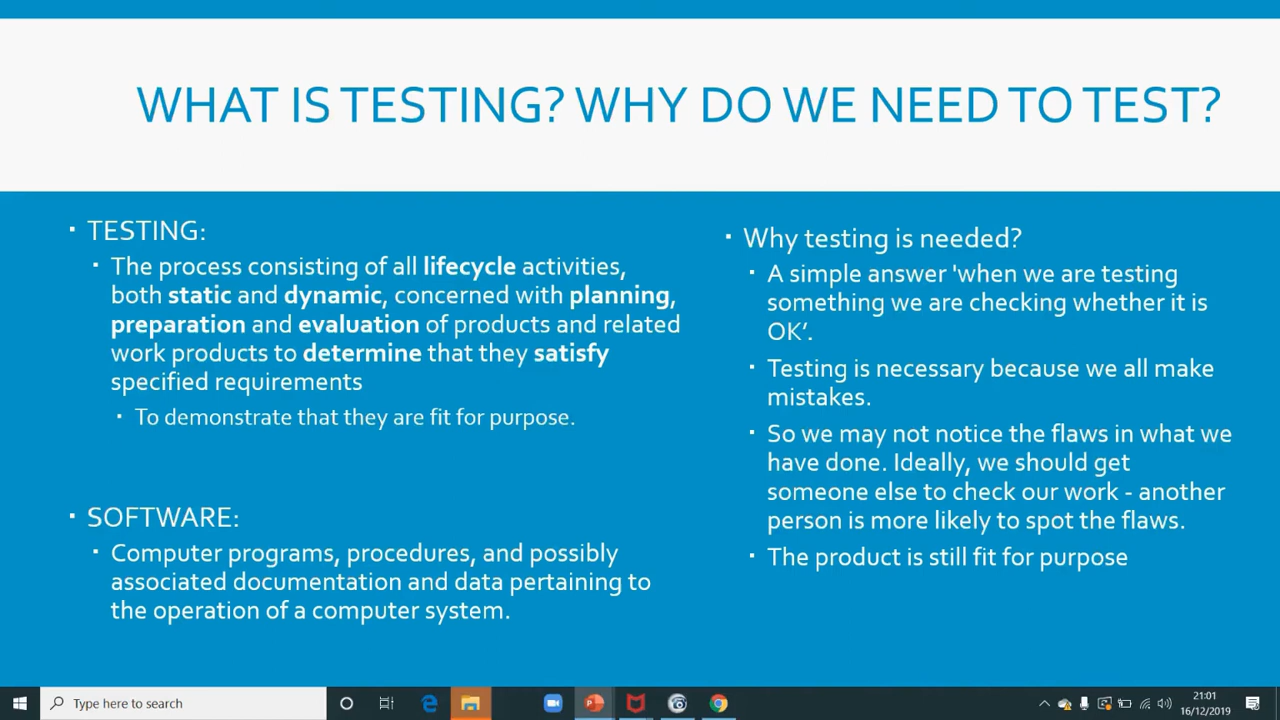 WHAT IS TESTING? WHY DO WE NEED TO TEST?
TESTING:
The process consisting of all lifecycle activities,
both static and dynamic, concerned with planning,
preparation and evaluation of products and related
work products to determine that they satisfy
specified requirements
To demonstrate that they are fit for purpose.
SOFTWARE:
Computer programs, procedures, and possibly
associated documentation and data pertaining to
the operation of a computer system.
Why testing is needed?
A simple answer 'when we are testing
something we are checking whether it is
OK’.
Testing is necessary because we all make
mistakes.
So we may not notice the flaws in what we
have done. Ideally, we should get
someone else to check our work - another
person is more likely to spot the flaws.
The product is still fit for purpose
Type here to search
21:01
16/12/2019